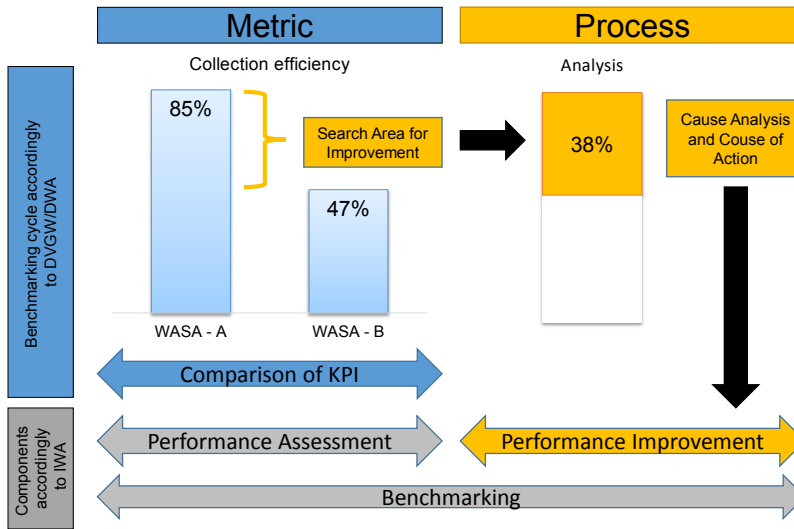 Metric
Process
Collection efficiency
Analysis
85%
Search Area for
Improvement
38%
Cause Analysis
and Couse of
Action
47%
WASA - A
WASA - B
Benchmarking cycle accordingly
to DVGW/DWA
Comparison of KPI
Components
accordingly
to IWA
Performance Assessment
Performance Improvement
Benchmarking